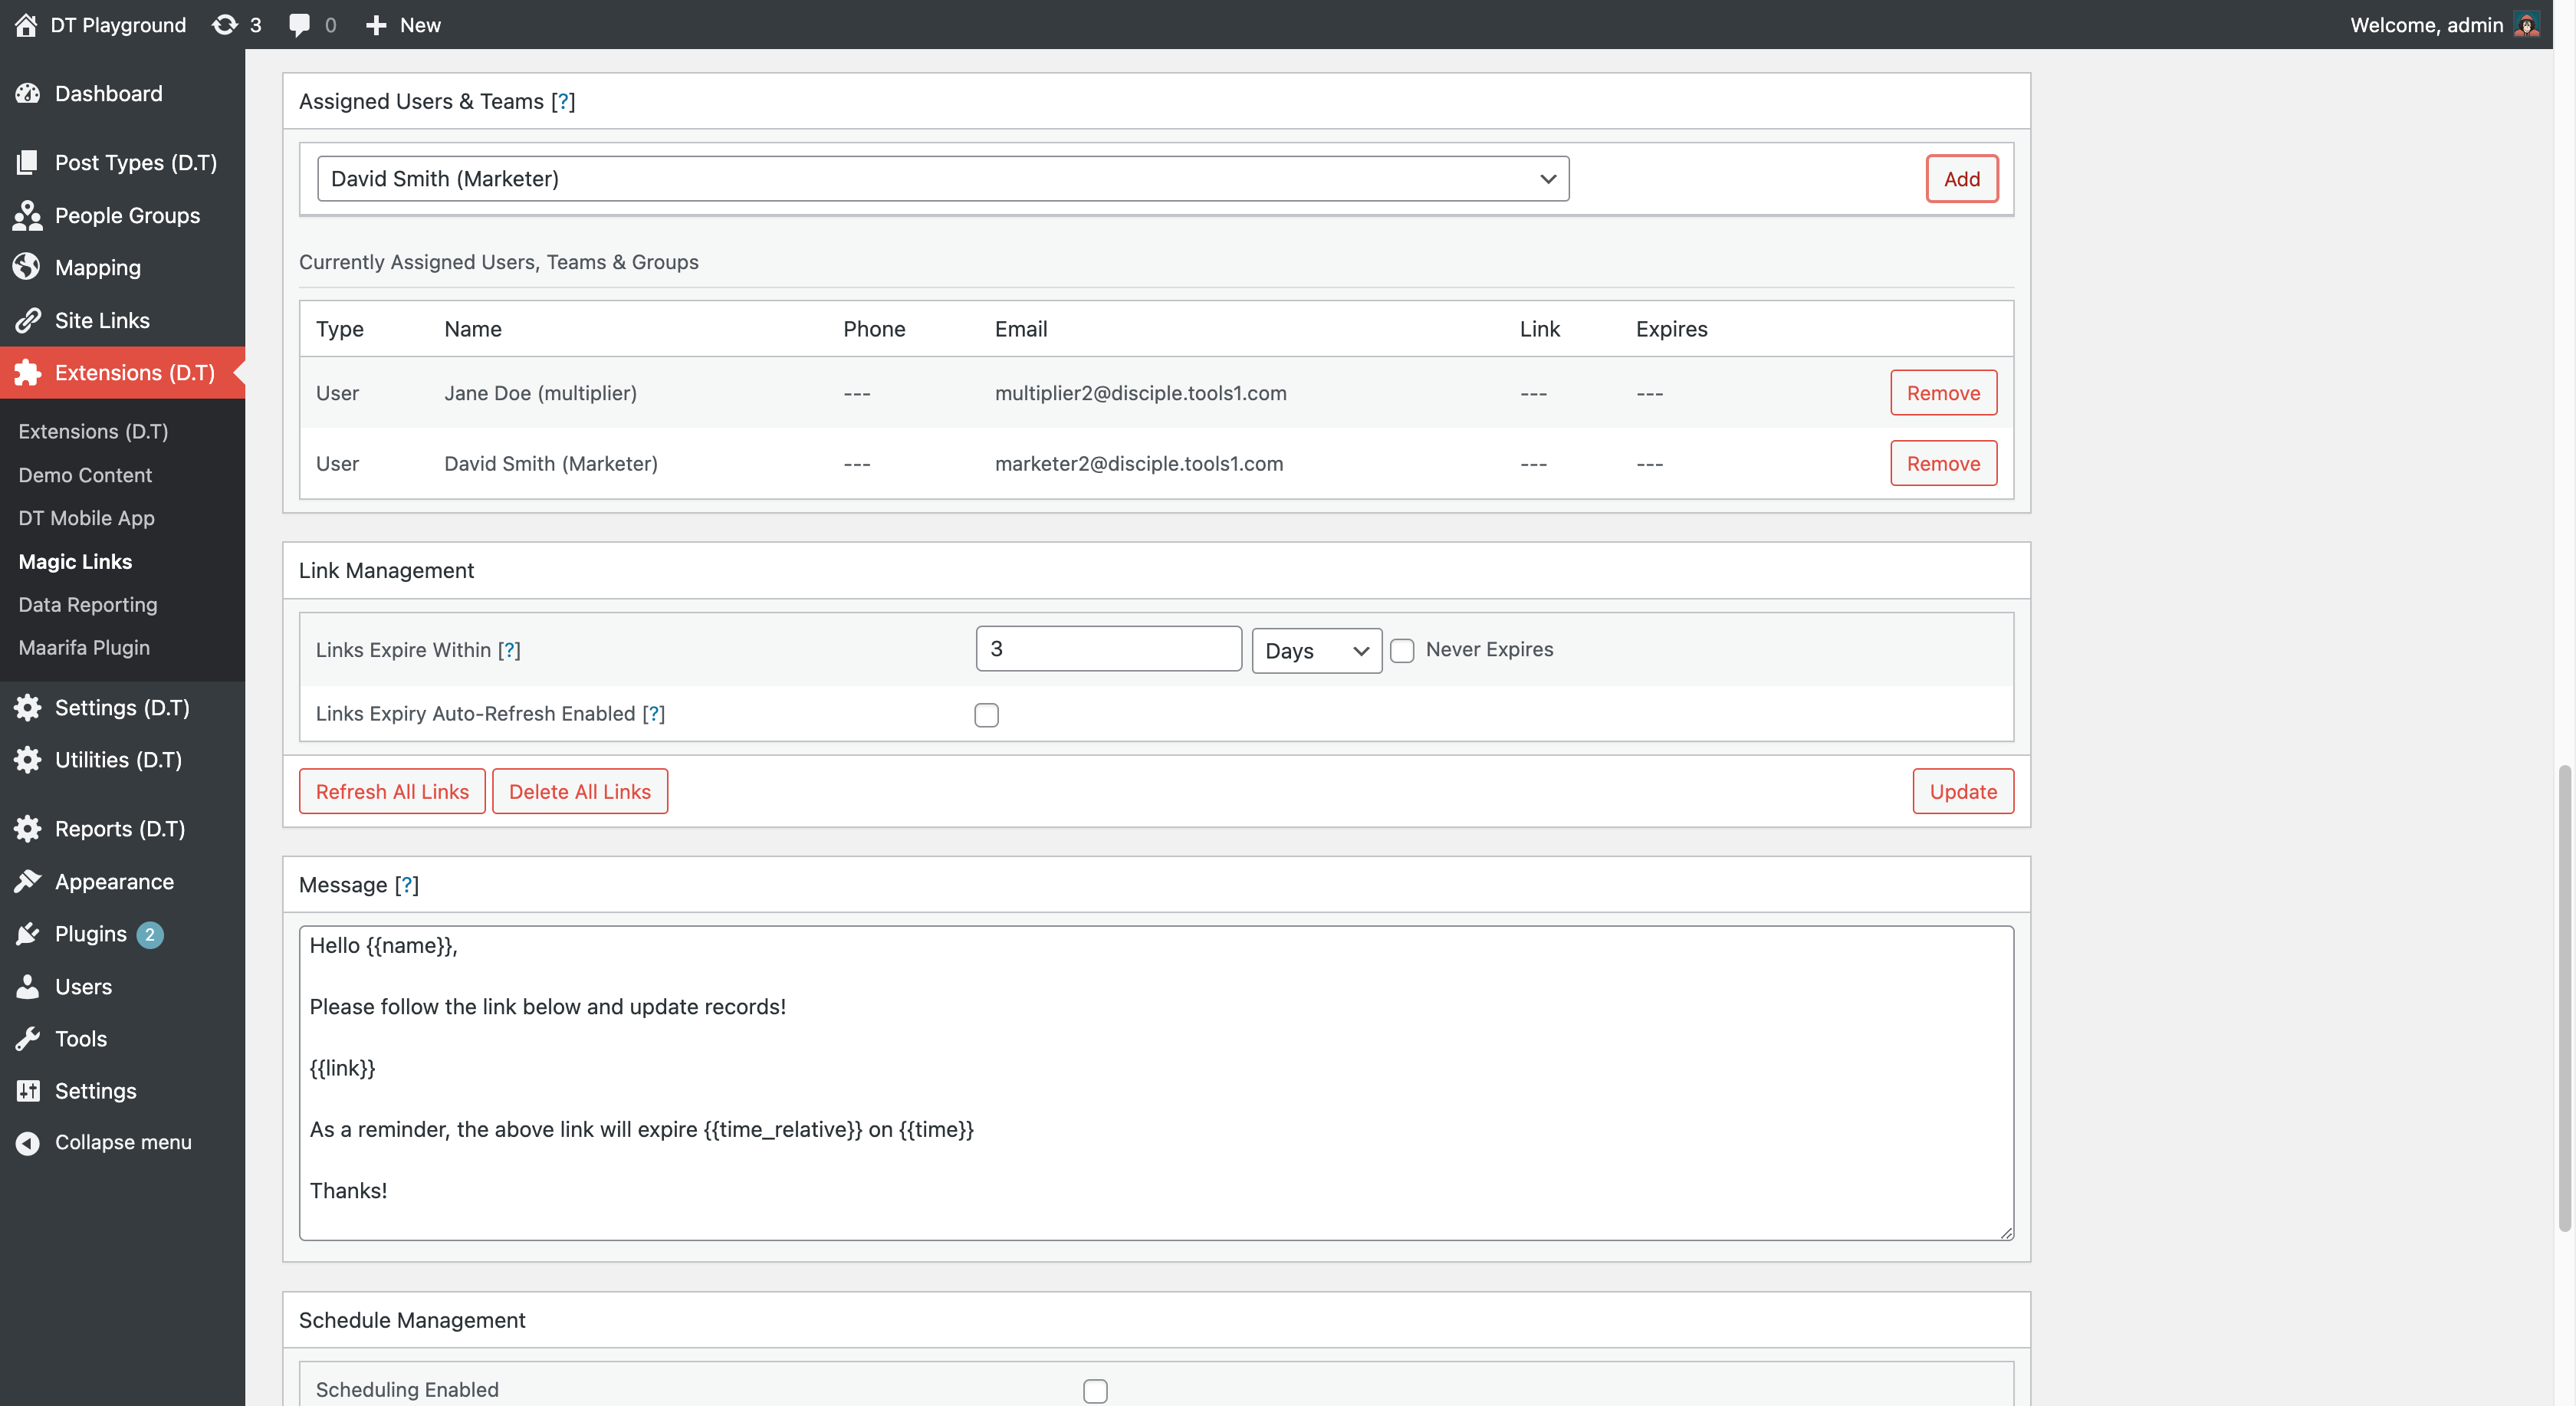 DT Playground 3 0 New Welcome, admin
Dashboard
Post Types (D.T)
People Groups
Mapping
Site Links
Extensions (D.T)
Extensions (D.T)
Demo Content
DT Mobile App
Magic Links
Data Reporting
Maarifa Plugin
Settings (D.T)
Utilities (D.T)
Reports (D.T)
Appearance
Plugins 2
Users
Tools
Settings
Collapse menu
Assigned Users & Teams [?]
David Smith (Marketer) Add
Currently Assigned Users, Teams & Groups
Type Name Phone Email Link Expires
User Jane Doe (multiplier) --- multiplier2@disciple.tools1.com --- --- Remove
User David Smith (Marketer) --- marketer2@disciple.tools1.com --- --- Remove
Link Management
Links Expire Within [?] 3 Days Never Expires
Links Expiry Auto-Refresh Enabled [?]
Refresh All Links Delete All Links Update
Message [?]
Hello {{name}},
Please follow the link below and update records!
{{link}}
As a reminder, the above link will expire {{time_relative}} on {{time}}
Thanks!
Schedule Management
Scheduling Enabled